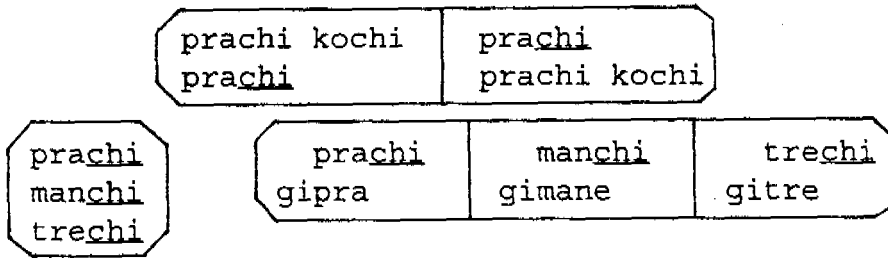 prachi kochi prachi
prachi prachi kochi
prachi
manchi
trechi
prachi manchi trechi
gipra gimane gitre